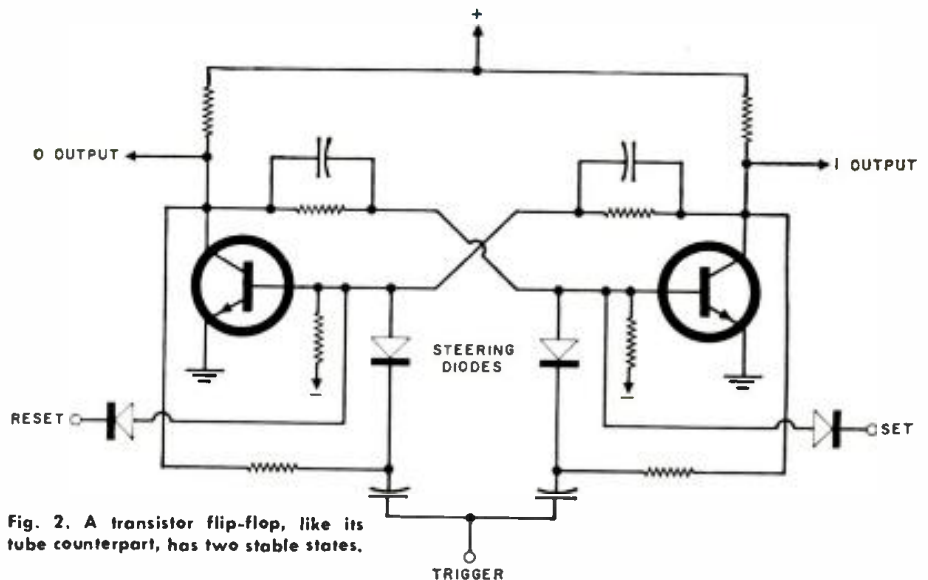 +
O OUTPUT
1 OUTPUT
STEERING
DIODES
−
−
RESET
SET
Fig. 2. A transistor flip-flop, like its
tube counterpart, has two stable states.
TRIGGER